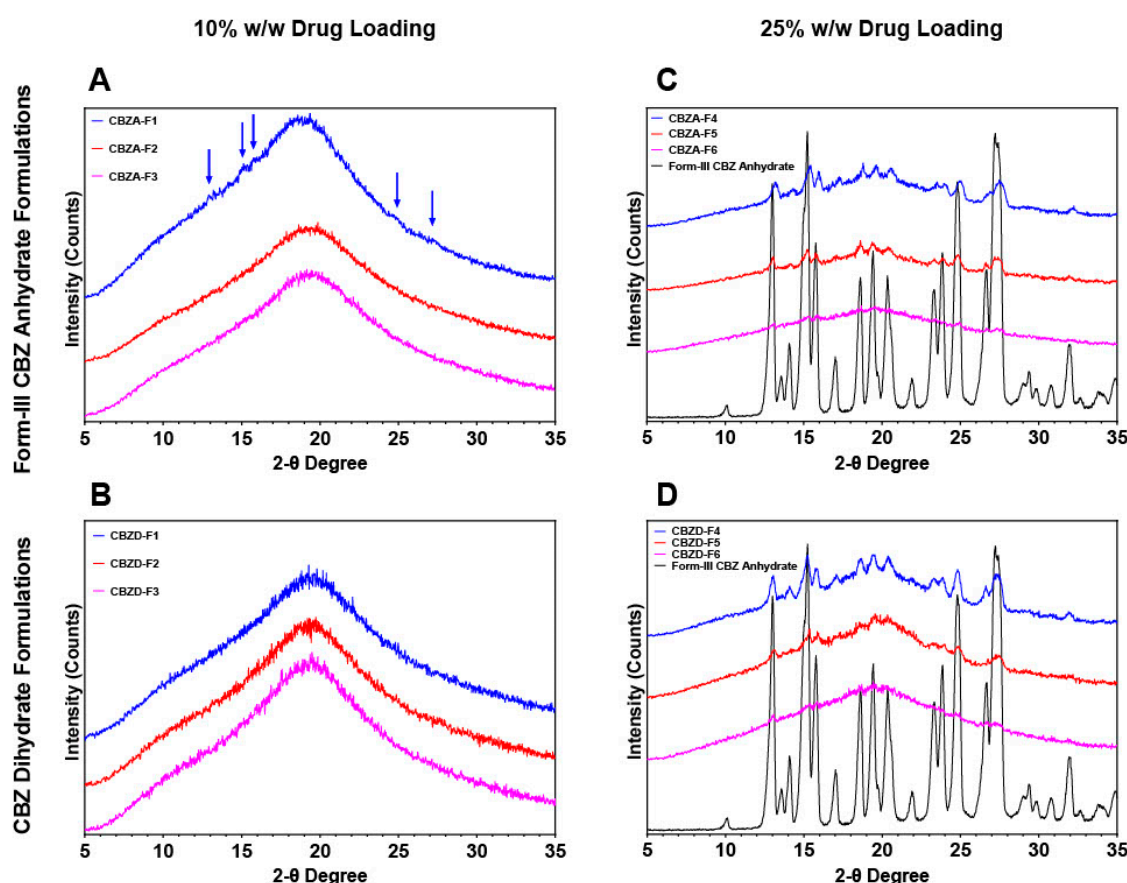 10% w/w Drug Loading
25% w/w Drug Loading
Form-III CBZ Anhydrate Formulations
A
CBZA-F1
CBZA-F2
CBZA-F3
Intensity (Counts)
5 10 15 20 25 30 35
2-θ Degree
C
CBZA-F4
CBZA-F5
CBZA-F6
Form-III CBZ Anhydrate
Intensity (Counts)
5 10 15 20 25 30 35
2-θ Degree
CBZ Dihydrate Formulations
B
CBZD-F1
CBZD-F2
CBZD-F3
Intensity (Counts)
5 10 15 20 25 30 35
2-θ Degree
D
CBZD-F4
CBZD-F5
CBZD-F6
Form-III CBZ Anhydrate
Intensity (Counts)
5 10 15 20 25 30 35
2-θ Degree